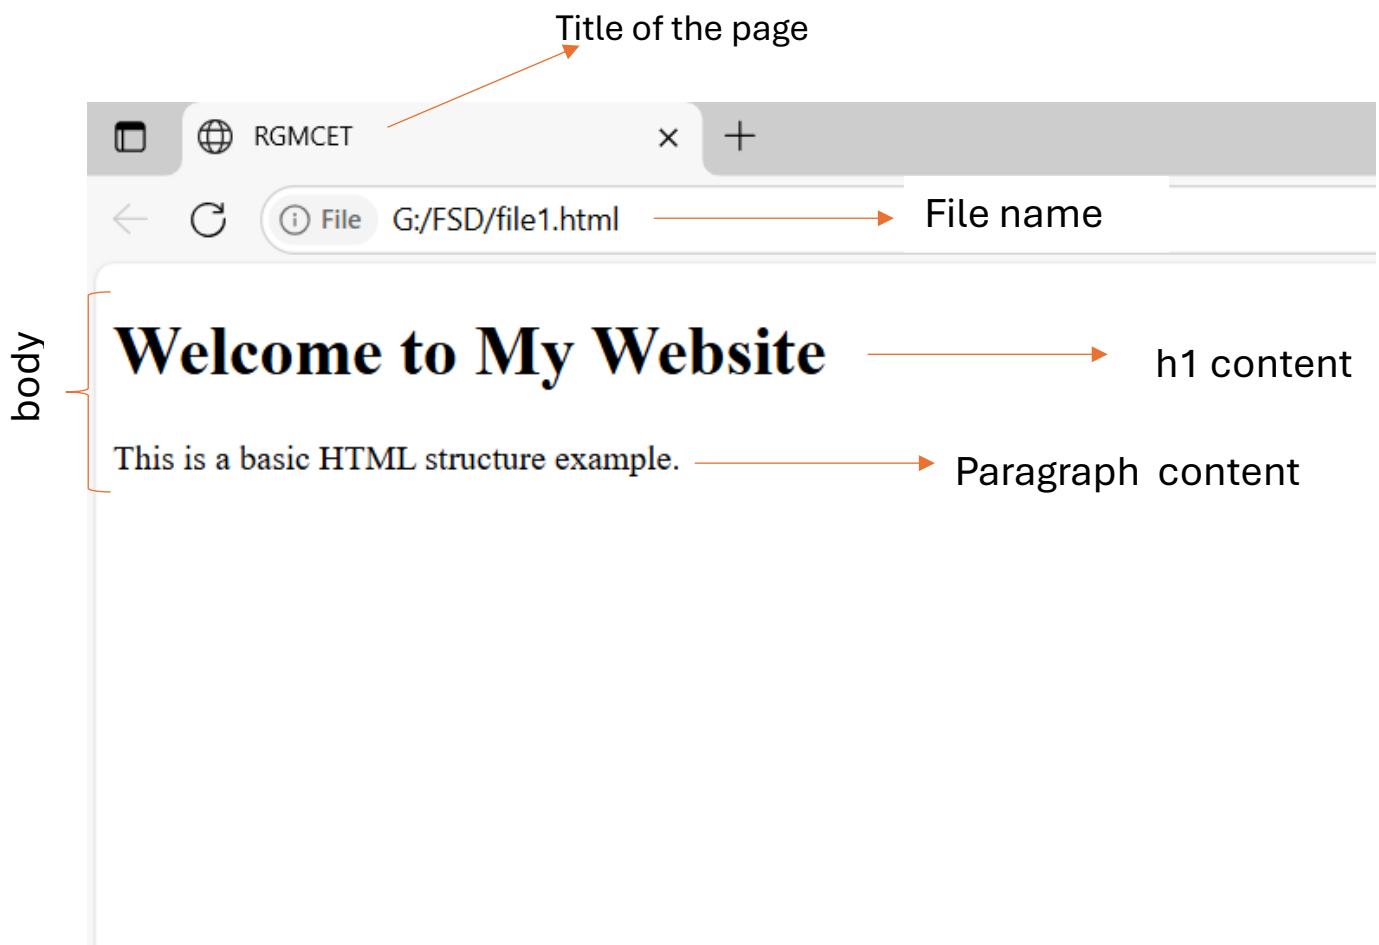 Title of the page
RGMCET
File G:/FSD/file1.html
File name
body
Welcome to My Website
h1 content
This is a basic HTML structure example.
Paragraph content